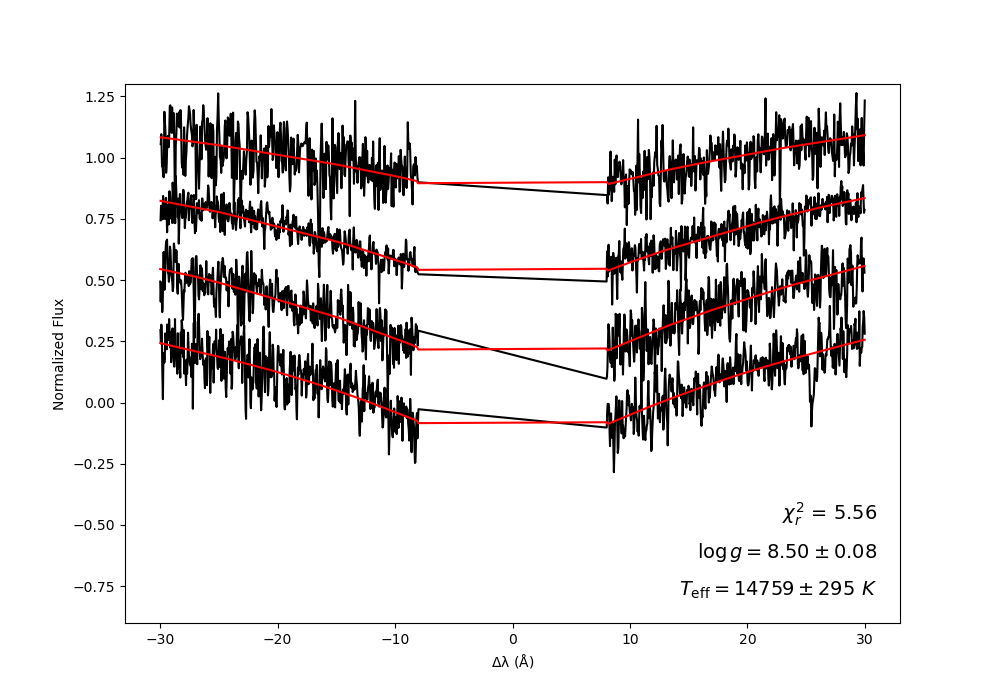 1.25
1.00
0.75
0.50
0.25
0.00
−0.25
−0.50
−0.75
Normalized Flux
χ²ᵣ = 5.56
log g = 8.50 ± 0.08
T_eff = 14759 ± 295 K
−30 −20 −10 0 10 20 30
Δλ (Å)